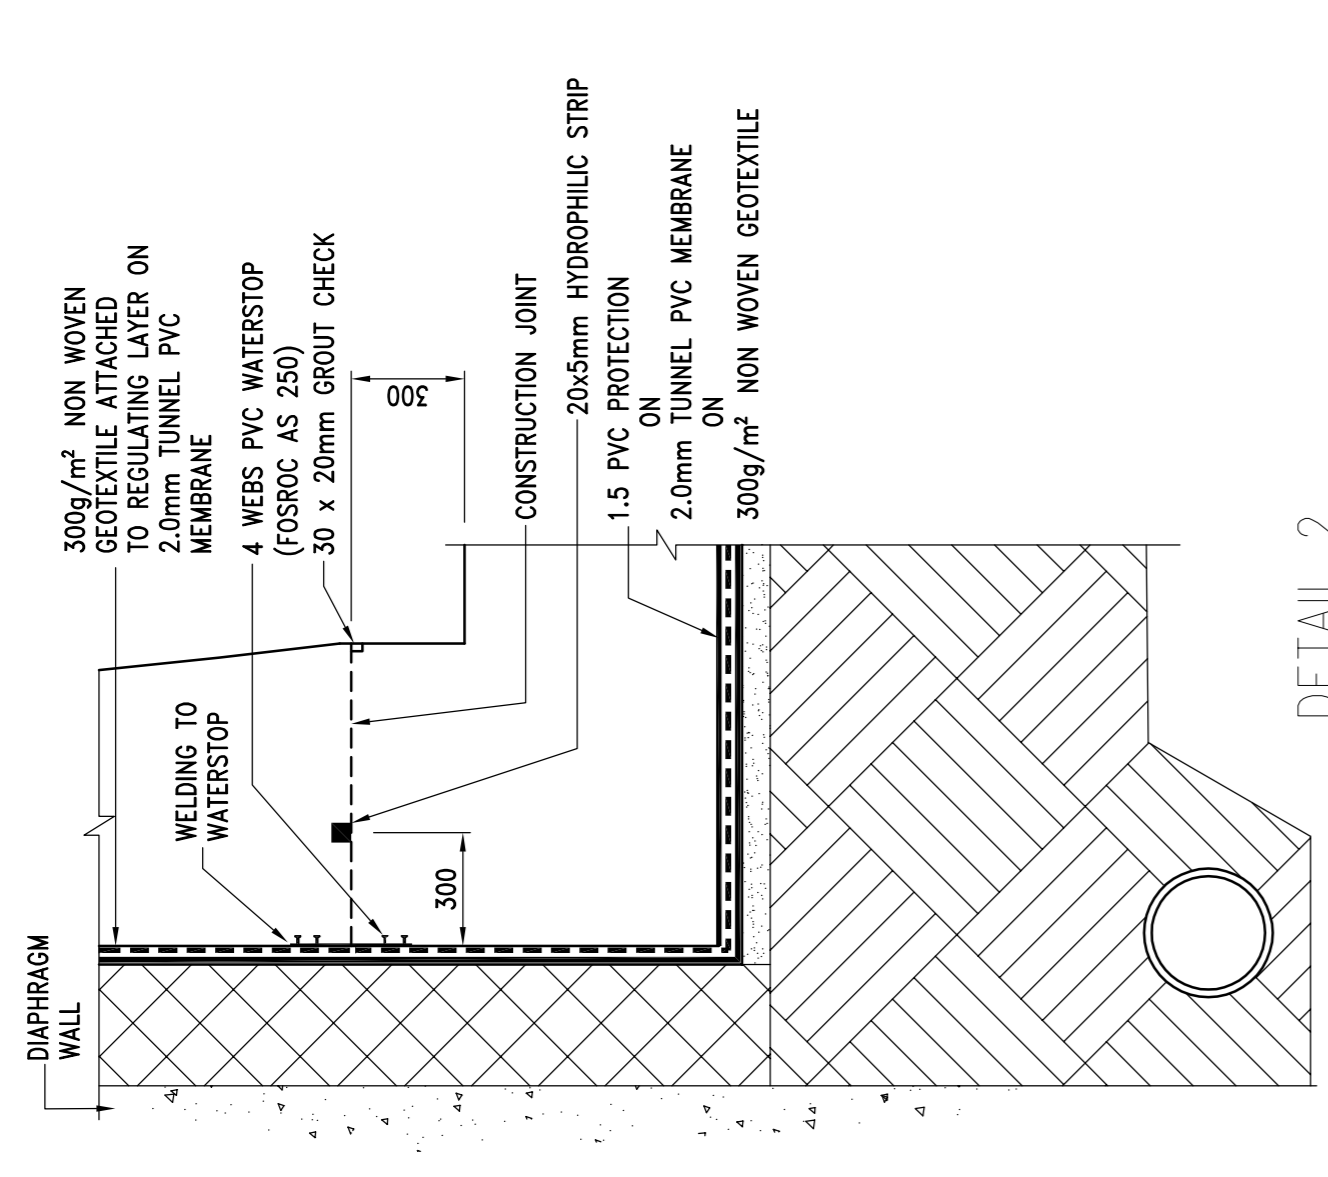 300g/m² NON WOVEN
GEOTEXTILE ATTACHED
TO REGULATING LAYER ON
2.0mm TUNNEL PVC
MEMBRANE
4 WEBS PVC WATERSTOP
(FOSROC AS 250)
30 x 20mm GROUT CHECK
300
CONSTRUCTION JOINT
20x5mm HYDROPHILIC STRIP
1.5 PVC PROTECTION
ON
2.0mm TUNNEL PVC MEMBRANE
ON
300g/m² NON WOVEN GEOTEXTILE
WELDING TO
WATERSTOP
300
DIAPHRAGM
WALL
DETAIL 2